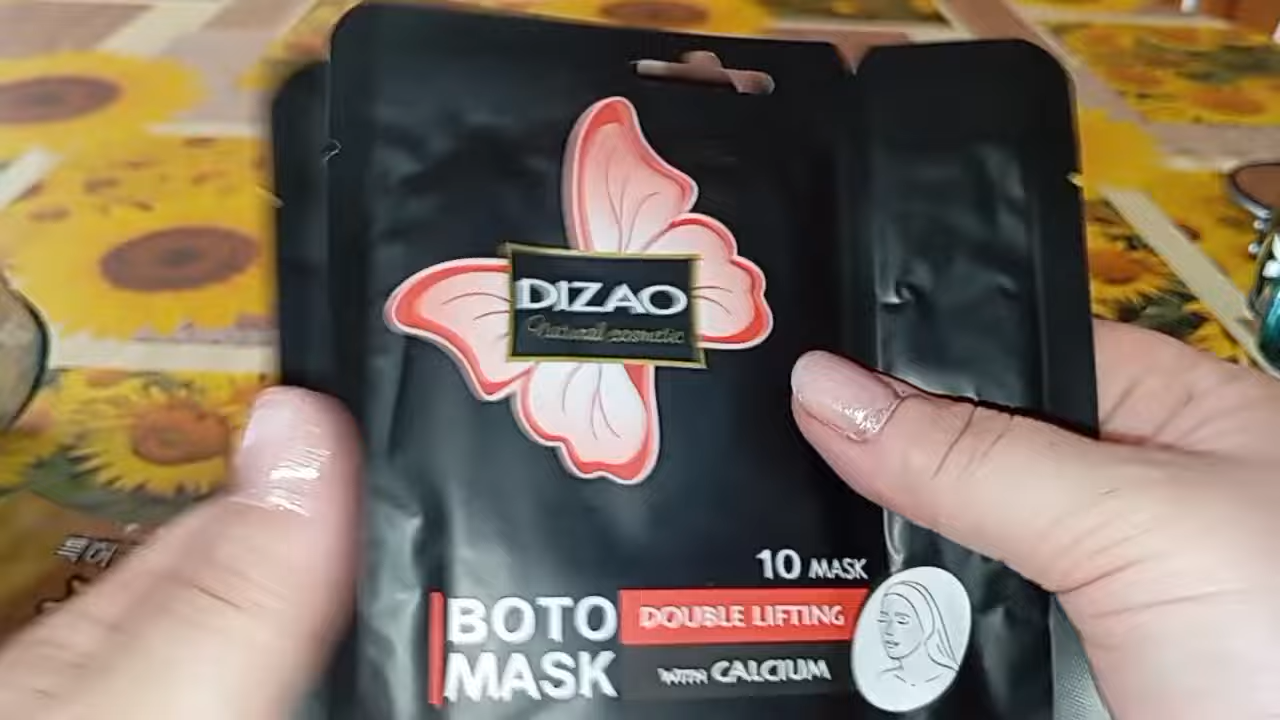 DIZAO
Natural cosmetic
10 MASK
BOTO
MASK
DOUBLE LIFTING
WITH CALCIUM